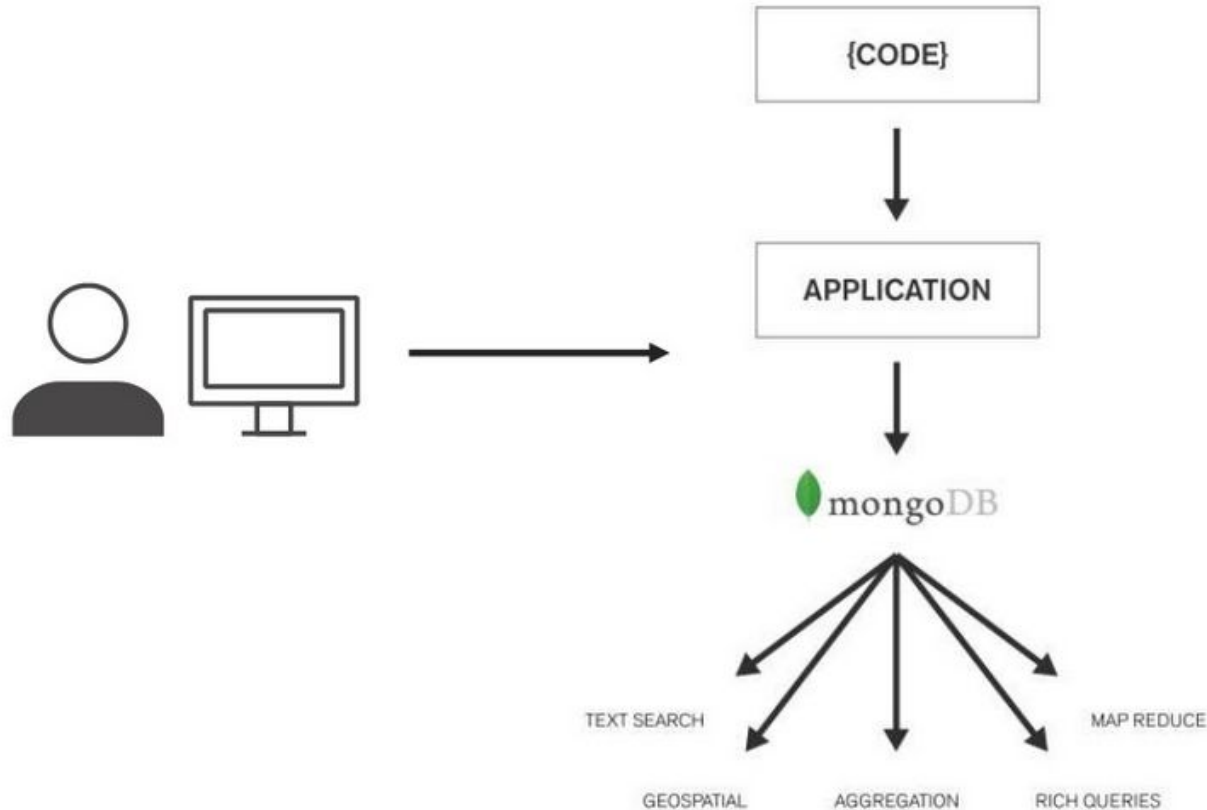 {CODE}
APPLICATION
mongoDB
TEXT SEARCH
MAP REDUCE
GEOSPATIAL
AGGREGATION
RICH QUERIES